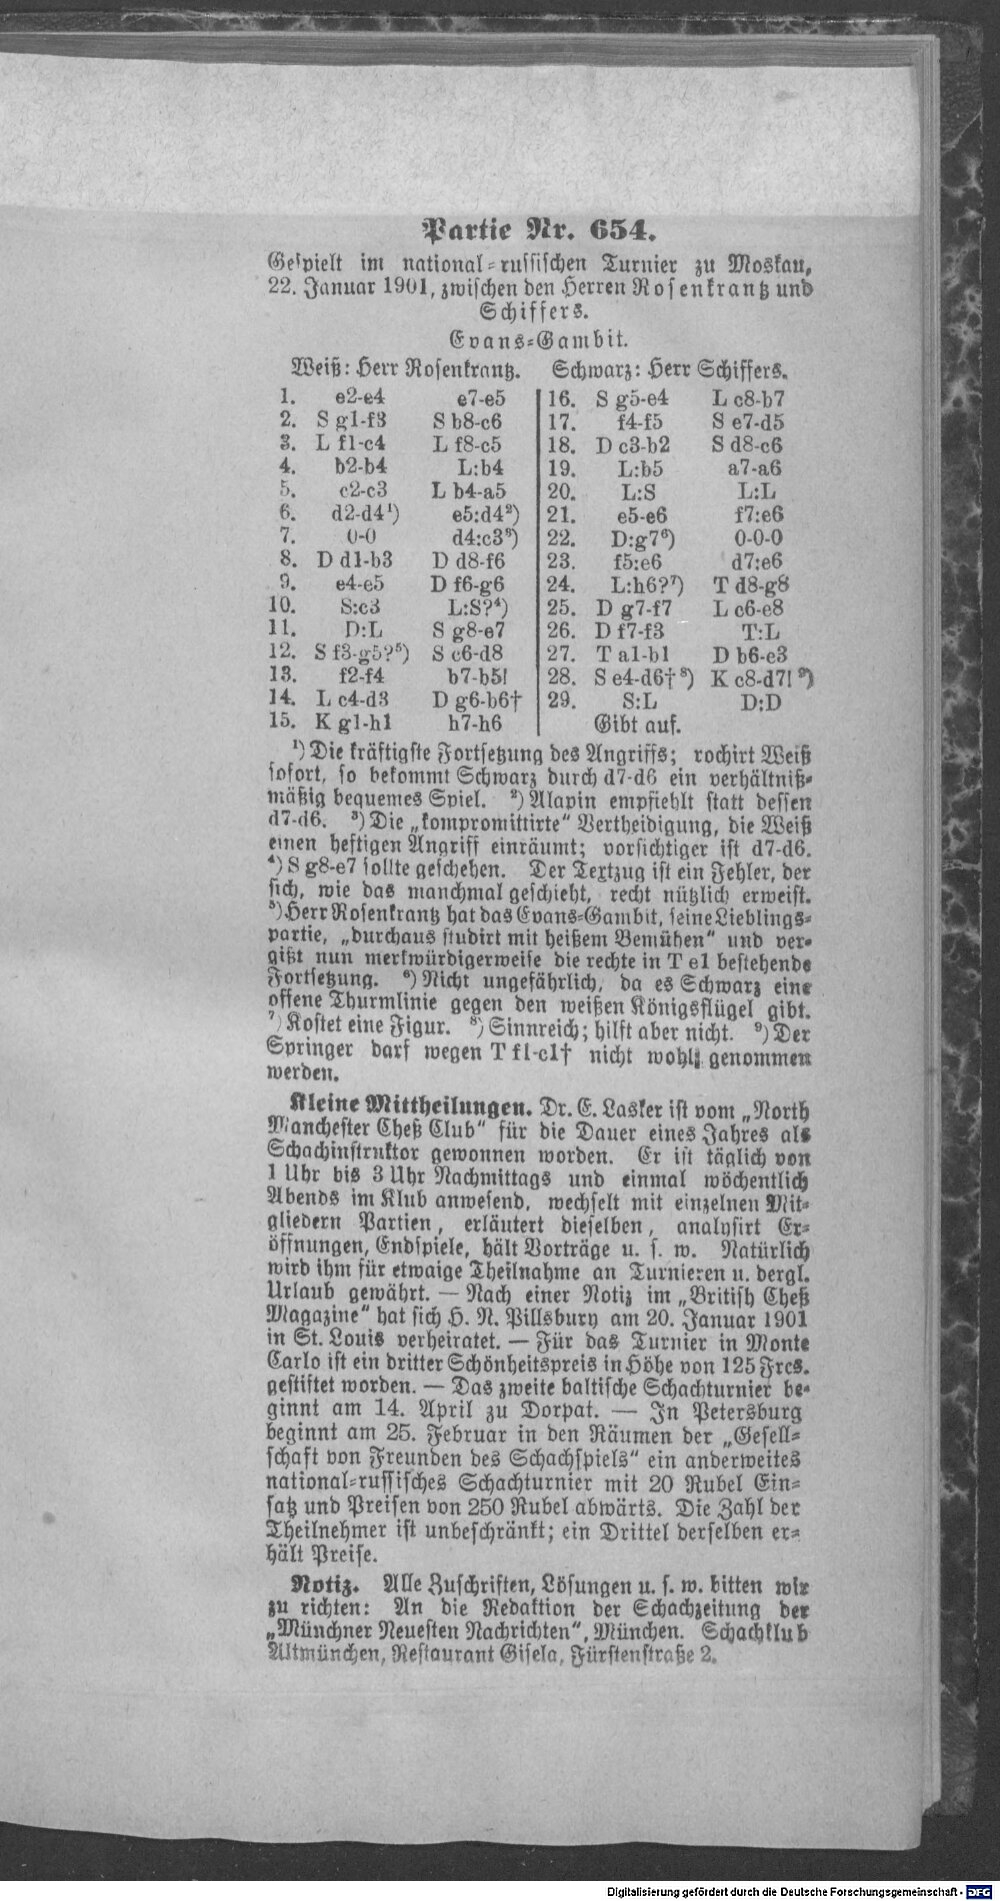 Partie Nr. 654.
Gespielt im national-russischen Turnier zu Moskau,
22. Januar 1901, zwischen den Herren Rosenkrantz und
Schiffers.
Evans-Gambit.
Weiß: Herr Rosenkrantz. Schwarz: Herr Schiffers.
1. e2-e4 e7-e5
2. S g1-f3 S b8-c6
3. L f1-c4 L f8-c5
4. b2-b4 L:b4
5. c2-c3 L b4-a5
6. d2-d4¹) e5:d4²)
7. 0-0 d4:c3³)
8. D d1-b3 D d8-f6
9. e4-e5 D f6-g6
10. S:c3 L:S?⁴)
11. D:L S g8-e7
12. S f3-g5?⁵) S c6-d8
13. f2-f4 b7-b5!
14. L c4-d3 D g6-b6†
15. K g1-h1 h7-h6
16. S g5-e4 L c8-b7
17. f4-f5 S e7-d5
18. D c3-b2 S d8-c6
19. L:b5 a7-a6
20. L:S L:L
21. e5-e6 f7:e6
22. D:g7⁶) 0-0-0
23. f5:e6 d7:e6
24. L:h6?⁷) T d8-g8
25. D g7-f7 L c6-e8
26. D f7-f3 T:L
27. T a1-b1 D b6-e3
28. S e4-d6†⁸) K c8-d7!⁹)
29. S:L D:D
Gibt auf.
¹) Die kräftigste Fortsetzung des Angriffs; rochirt Weiß
sofort, so bekommt Schwarz durch d7-d6 ein verhältniß-
mäßig bequemes Spiel. ²) Alapin empfiehlt statt dessen
d7-d6. ³) Die „kompromittirte“ Vertheidigung, die Weiß
einen heftigen Angriff einräumt; vorsichtiger ist d7-d6.
⁴) S g8-e7 sollte geschehen. Der Textzug ist ein Fehler, der
sich, wie das manchmal geschieht, recht nützlich erweist.
⁵) Herr Rosenkrantz hat das Evans-Gambit, seine Lieblings-
partie, „durchaus studirt mit heißem Bemühen“ und ver-
gißt nun merkwürdigerweise die rechte in T e1 bestehende
Fortsetzung. ⁶) Nicht ungefährlich, da es Schwarz eine
offene Thurmlinie gegen den weißen Königsflügel gibt.
⁷) Kostet eine Figur. ⁸) Sinnreich; hilft aber nicht. ⁹) Der
Springer darf wegen T f1-c1† nicht wohl genommen
werden.
Kleine Mittheilungen. Dr. E. Lasker ist vom „North
Manchester Cheß Club“ für die Dauer eines Jahres als
Schachinstruktor gewonnen worden. Er ist täglich von
1 Uhr bis 3 Uhr Nachmittags und einmal wöchentlich
Abends im Klub anwesend, wechselt mit einzelnen Mit-
gliedern Partien, erläutert dieselben, analysirt Er-
öffnungen, Endspiele, hält Vorträge u. s. w. Natürlich
wird ihm für etwaige Theilnahme an Turnieren u. dergl.
Urlaub gewährt. — Nach einer Notiz im „British Cheß
Magazine“ hat sich H. N. Pillsbury am 20. Januar 1901
in St. Louis verheiratet. — Für das Turnier in Monte
Carlo ist ein dritter Schönheitspreis in Höhe von 125 Frcs.
gestiftet worden. — Das zweite baltische Schachturnier be-
ginnt am 14. April zu Dorpat. — In Petersburg
beginnt am 25. Februar in den Räumen der „Gesell-
schaft von Freunden des Schachspiels“ ein anderweites
national-russisches Schachturnier mit 20 Rubel Ein-
satz und Preisen von 250 Rubel abwärts. Die Zahl der
Theilnehmer ist unbeschränkt; ein Drittel derselben er-
hält Preise.
Notiz. Alle Zuschriften, Lösungen u. s. w. bitten wir
zu richten: An die Redaktion der Schachzeitung der
„Münchner Neuesten Nachrichten“, München. Schachklub
Altmünchen, Restaurant Gisela, Fürstenstraße 2.
Digitalisierung gefördert durch die Deutsche Forschungsgemeinschaft - DFG